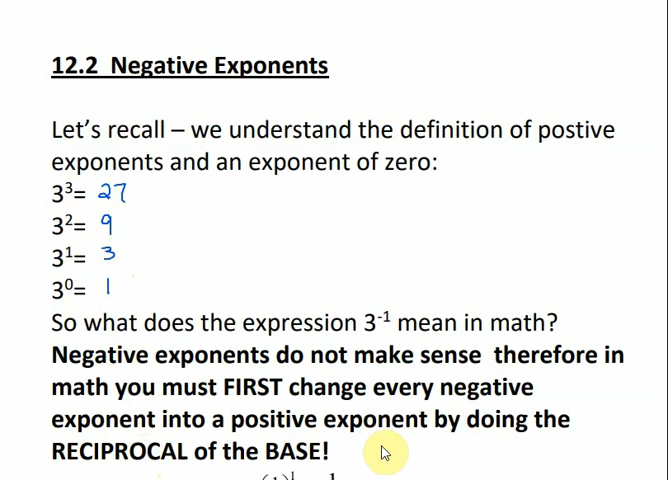 12.2 Negative Exponents
Let's recall – we understand the definition of postive
exponents and an exponent of zero:
3³= 27
3²= 9
3¹= 3
3⁰= 1
So what does the expression 3⁻¹ mean in math?
Negative exponents do not make sense therefore in
math you must FIRST change every negative
exponent into a positive exponent by doing the
RECIPROCAL of the BASE!